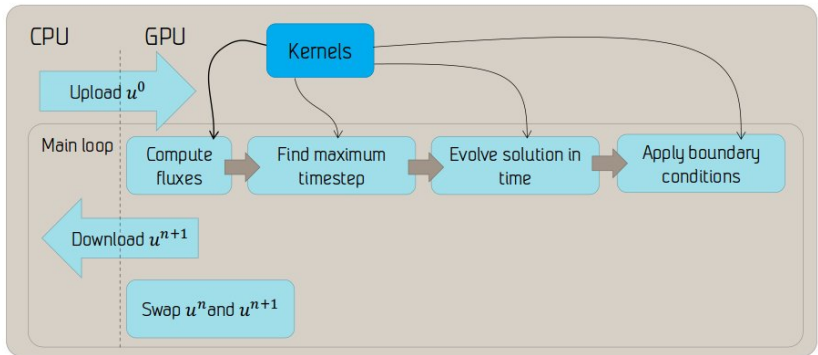 CPU
GPU
Kernels
Upload u⁰
Main loop
Compute
fluxes
Find maximum
timestep
Evolve solution in
time
Apply boundary
conditions
Download uⁿ⁺¹
Swap uⁿ and uⁿ⁺¹